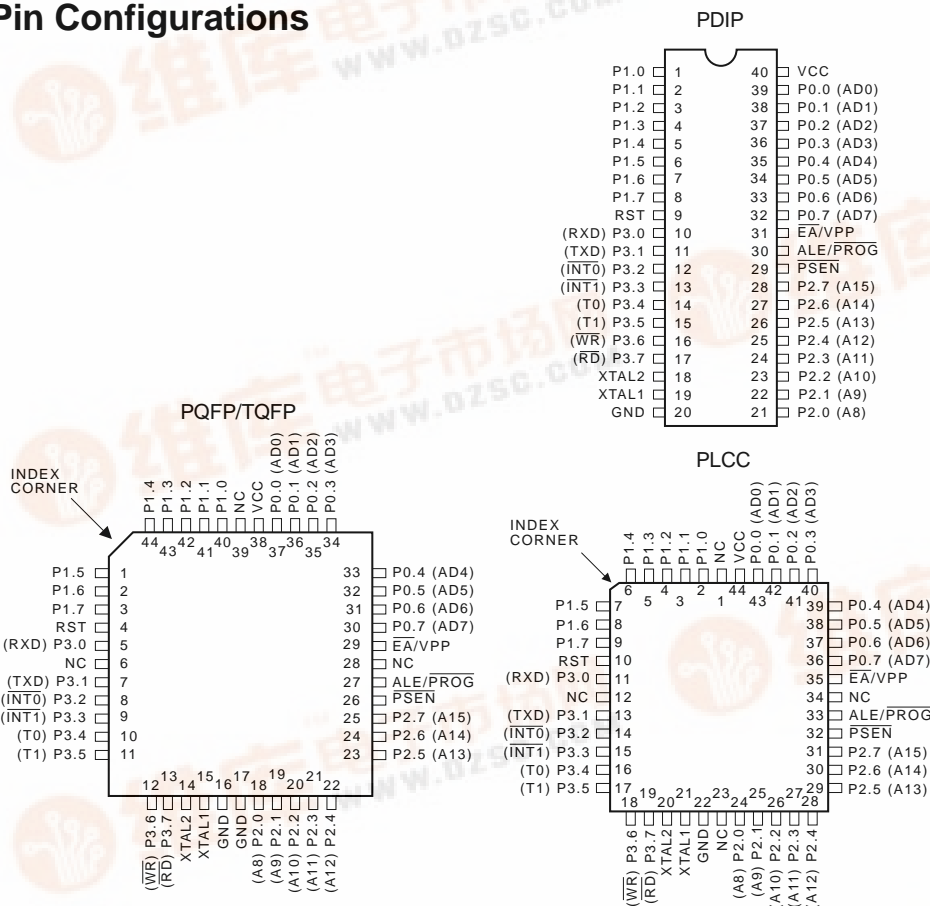 Pin Configurations
PDIP
P1.0 1 40 VCC
P1.1 2 39 P0.0 (AD0)
P1.2 3 38 P0.1 (AD1)
P1.3 4 37 P0.2 (AD2)
P1.4 5 36 P0.3 (AD3)
P1.5 6 35 P0.4 (AD4)
P1.6 7 34 P0.5 (AD5)
P1.7 8 33 P0.6 (AD6)
RST 9 32 P0.7 (AD7)
(RXD) P3.0 10 31 EA/VPP
(TXD) P3.1 11 30 ALE/PROG
(INT0) P3.2 12 29 PSEN
(INT1) P3.3 13 28 P2.7 (A15)
(T0) P3.4 14 27 P2.6 (A14)
(T1) P3.5 15 26 P2.5 (A13)
(WR) P3.6 16 25 P2.4 (A12)
(RD) P3.7 17 24 P2.3 (A11)
XTAL2 18 23 P2.2 (A10)
XTAL1 19 22 P2.1 (A9)
GND 20 21 P2.0 (A8)
PQFP/TQFP
INDEX
CORNER
P1.4
P1.3
P1.2
P1.1
P1.0
NC
VCC
P0.0 (AD0)
P0.1 (AD1)
P0.2 (AD2)
P0.3 (AD3)
44 43 42 41 40 39 38 37 36 35 34
P1.5 1 33 P0.4 (AD4)
P1.6 2 32 P0.5 (AD5)
P1.7 3 31 P0.6 (AD6)
RST 4 30 P0.7 (AD7)
(RXD) P3.0 5 29 EA/VPP
NC 6 28 NC
(TXD) P3.1 7 27 ALE/PROG
(INT0) P3.2 8 26 PSEN
(INT1) P3.3 9 25 P2.7 (A15)
(T0) P3.4 10 24 P2.6 (A14)
(T1) P3.5 11 23 P2.5 (A13)
12 13 14 15 16 17 18 19 20 21 22
(WR) P3.6
(RD) P3.7
XTAL2
XTAL1
GND
GND
(A8) P2.0
(A9) P2.1
(A10) P2.2
(A11) P2.3
(A12) P2.4
PLCC
INDEX
CORNER
P1.4
P1.3
P1.2
P1.1
P1.0
NC
VCC
P0.0 (AD0)
P0.1 (AD1)
P0.2 (AD2)
P0.3 (AD3)
6 5 4 3 2 1 44 43 42 41 40
P1.5 7 39 P0.4 (AD4)
P1.6 8 38 P0.5 (AD5)
P1.7 9 37 P0.6 (AD6)
RST 10 36 P0.7 (AD7)
(RXD) P3.0 11 35 EA/VPP
NC 12 34 NC
(TXD) P3.1 13 33 ALE/PROG
(INT0) P3.2 14 32 PSEN
(INT1) P3.3 15 31 P2.7 (A15)
(T0) P3.4 16 30 P2.6 (A14)
(T1) P3.5 17 29 P2.5 (A13)
18 19 20 21 22 23 24 25 26 27 28
(WR) P3.6
(RD) P3.7
XTAL2
XTAL1
GND
NC
(A8) P2.0
(A9) P2.1
(A10) P2.2
(A11) P2.3
(A12) P2.4
维库电子市场网
WWW.DZSC.COM
维库电子市场网
WWW.DZSC.COM